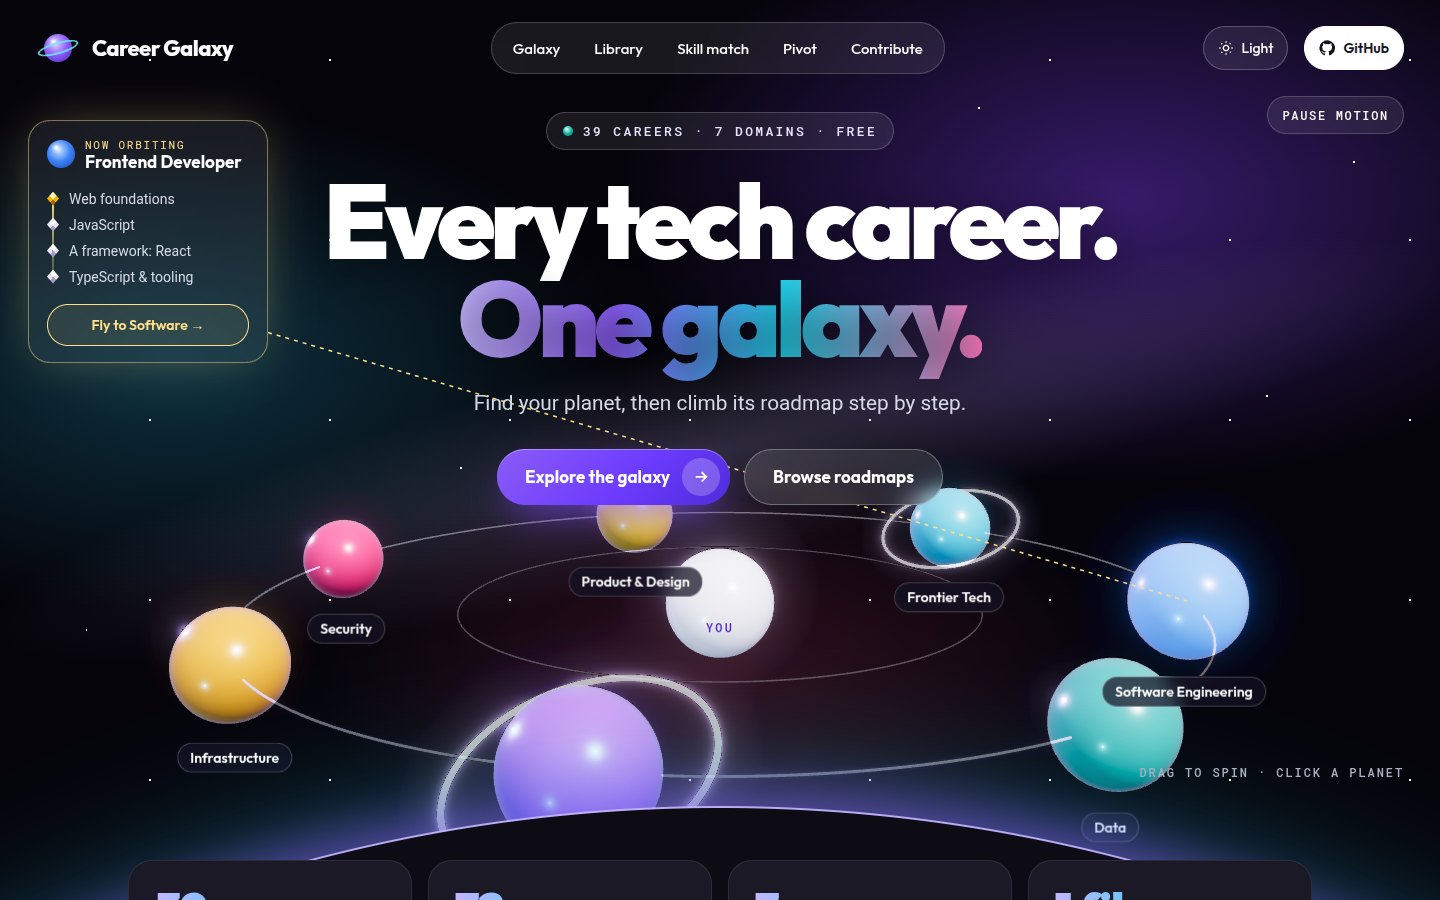 Career Galaxy
Galaxy
Library
Skill match
Pivot
Contribute
Light
GitHub
PAUSE MOTION
39 CAREERS · 7 DOMAINS · FREE
NOW ORBITING
Frontend Developer
Web foundations
JavaScript
A framework: React
TypeScript & tooling
Fly to Software →
Every tech career.
One galaxy.
Find your planet, then climb its roadmap step by step.
Explore the galaxy →
Browse roadmaps
Product & Design
Frontier Tech
Security
YOU
Software Engineering
Infrastructure
DRAG TO SPIN · CLICK A PLANET
Data